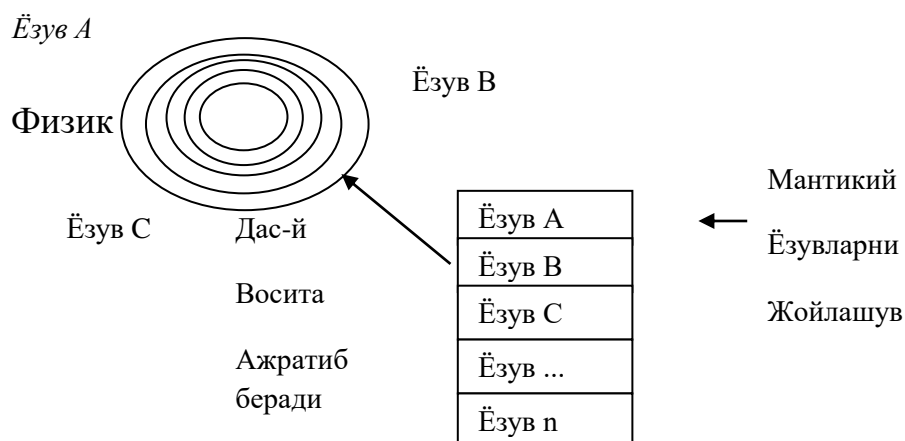 Ёзув А
Ёзув В
Физик
Ёзув С
Дас-й
Восита
Ажратиб
беради
Ёзув А
Ёзув В
Ёзув С
Ёзув ...
Ёзув n
Мантикий
Ёзувларни
Жойлашув